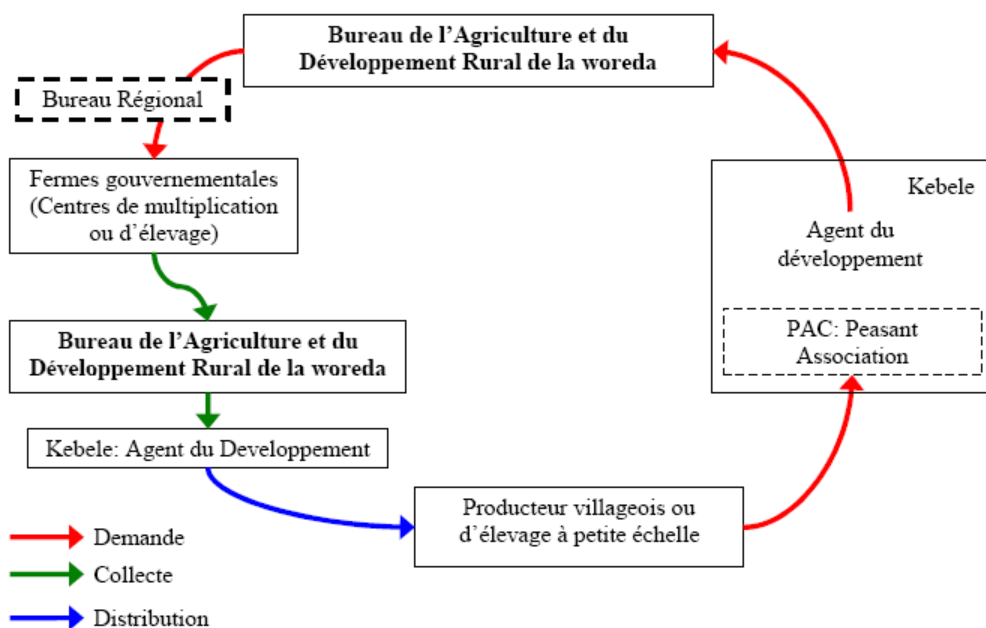 Bureau de l'Agriculture et du
Développement Rural de la woreda
Bureau Régional
Fermes gouvernementales
(Centres de multiplication
ou d'élevage)
Kebele
Agent du
développement
PAC: Peasant
Association
Bureau de l'Agriculture et du
Développement Rural de la woreda
Kebele: Agent du Developpement
Producteur villageois ou
d'élevage à petite échelle
Demande
Collecte
Distribution